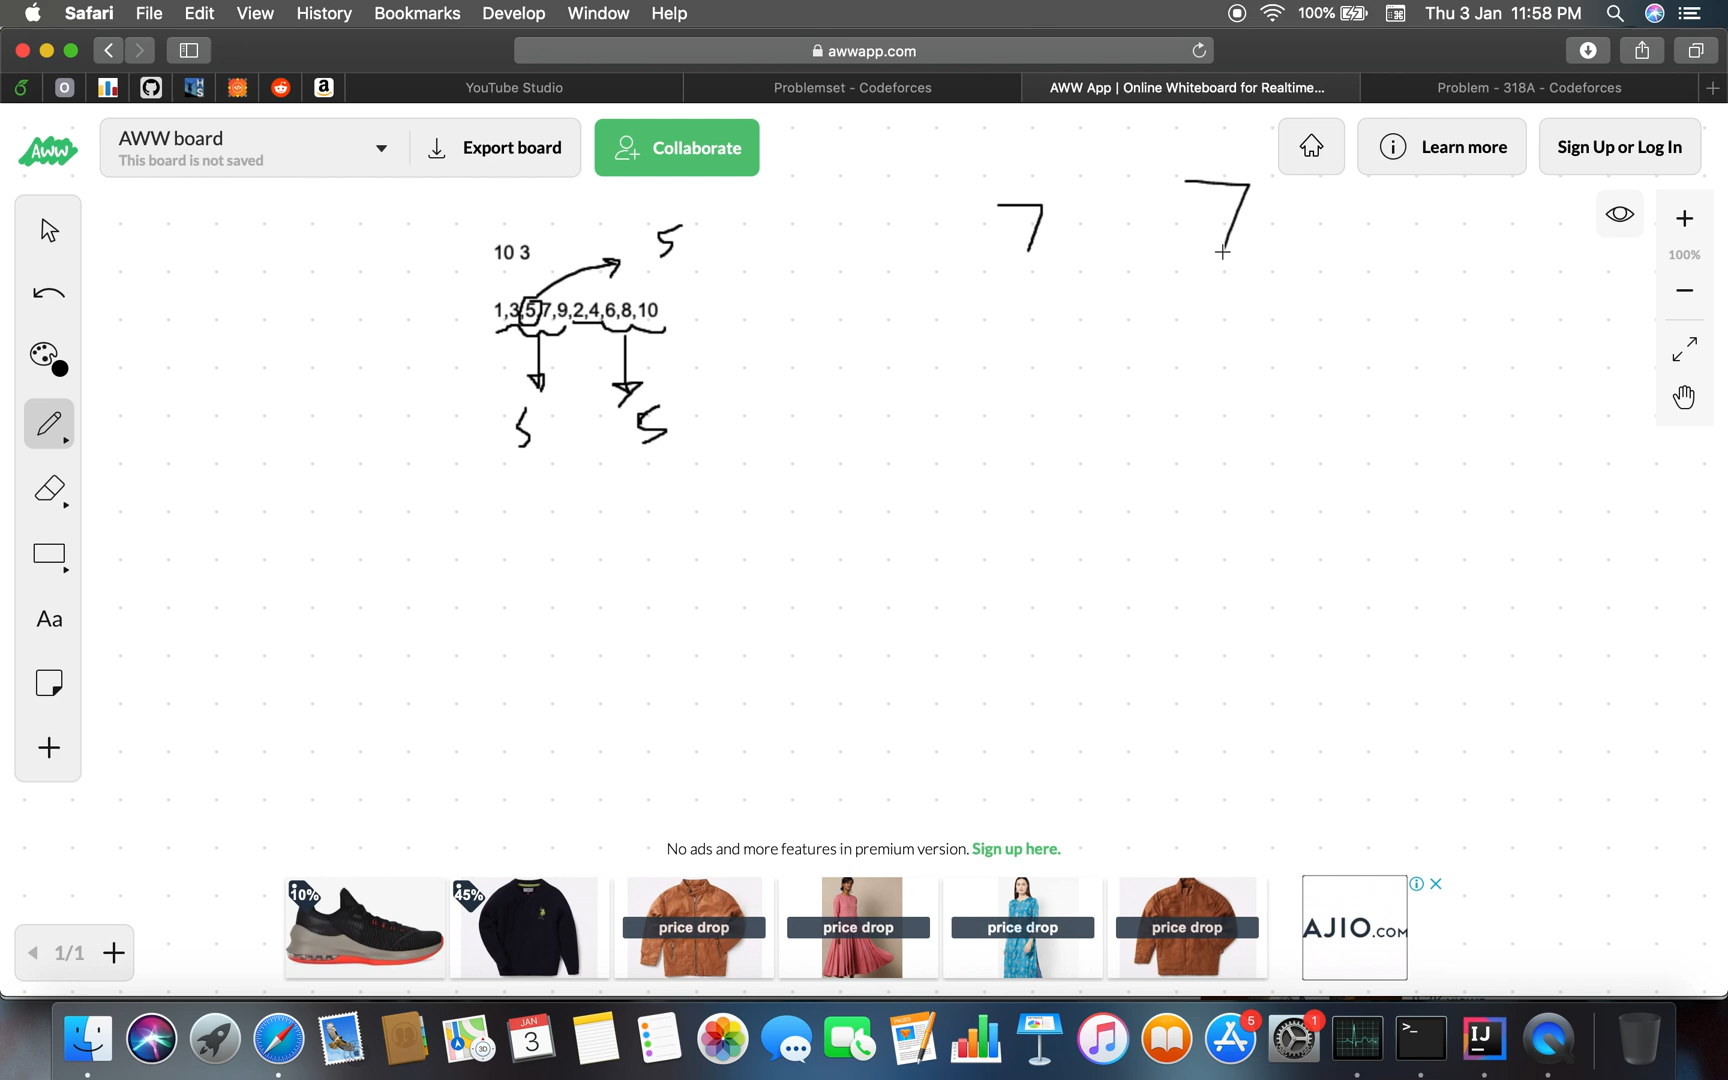 Safari File Edit View History Bookmarks Develop Window Help 100% Thu 3 Jan 11:58 PM
awwapp.com
YouTube Studio Problemset - Codeforces AWW App | Online Whiteboard for Realtime... Problem - 318A - Codeforces
AWW AWW board
This board is not saved
Export board Collaborate Learn more Sign Up or Log In
7 7
5
10 3
1,3,5,7,9,2,4,6,8,10
5 5
+
100%
−
Aa
No ads and more features in premium version. Sign up here.
10% 45%
price drop price drop price drop price drop
AJIO.COM
1/1 +
JAN
3
5 1
IJ